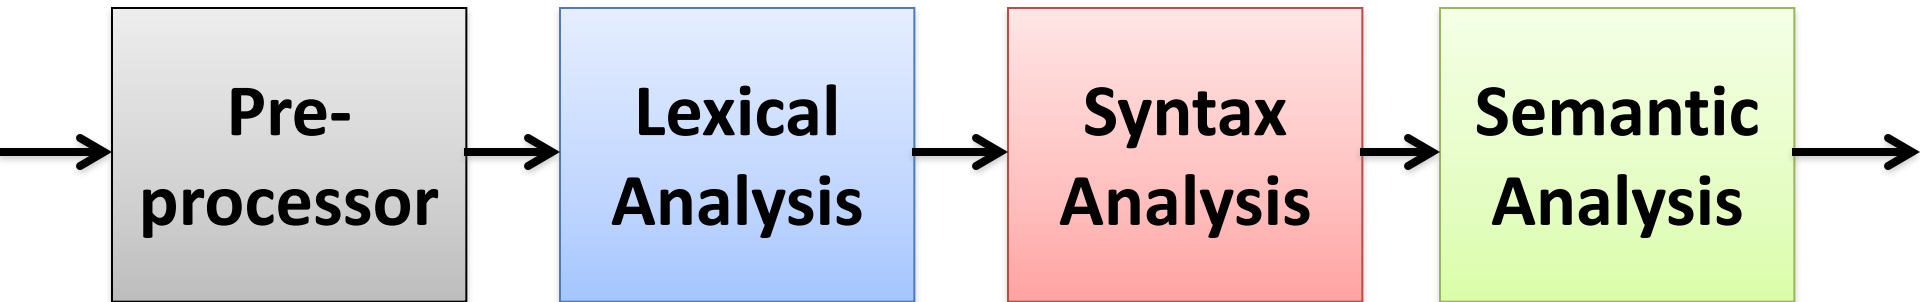 Pre-
processor
Lexical
Analysis
Syntax
Analysis
Semantic
Analysis